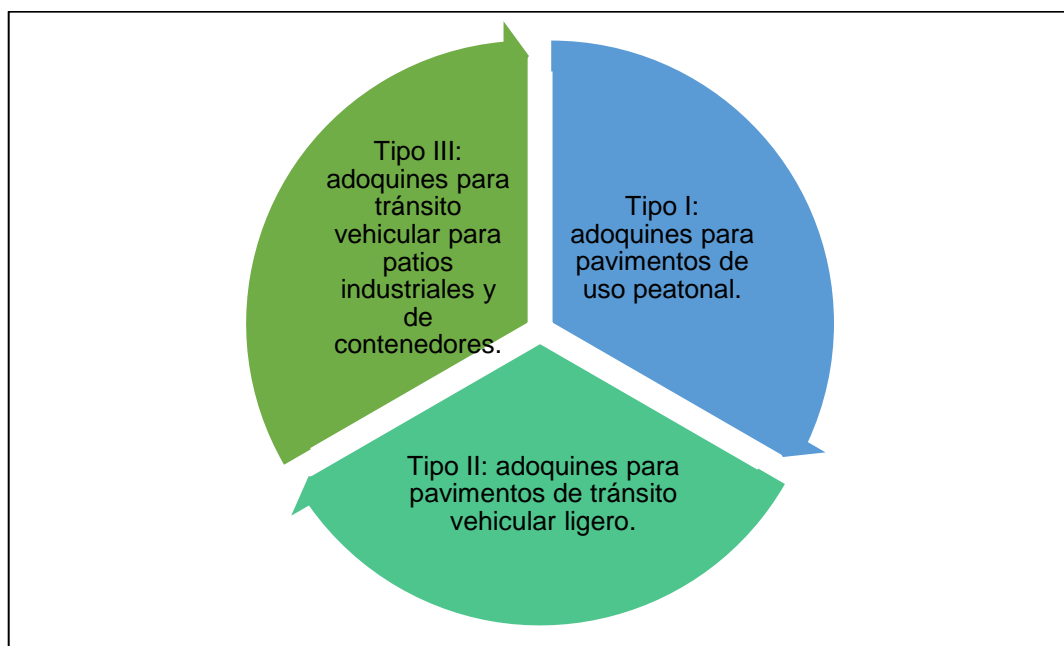 Tipo III:
adoquines para
tránsito
vehicular para
patios
industriales y
de
contenedores.
Tipo I:
adoquines para
pavimentos de
uso peatonal.
Tipo II: adoquines para
pavimentos de tránsito
vehicular ligero.